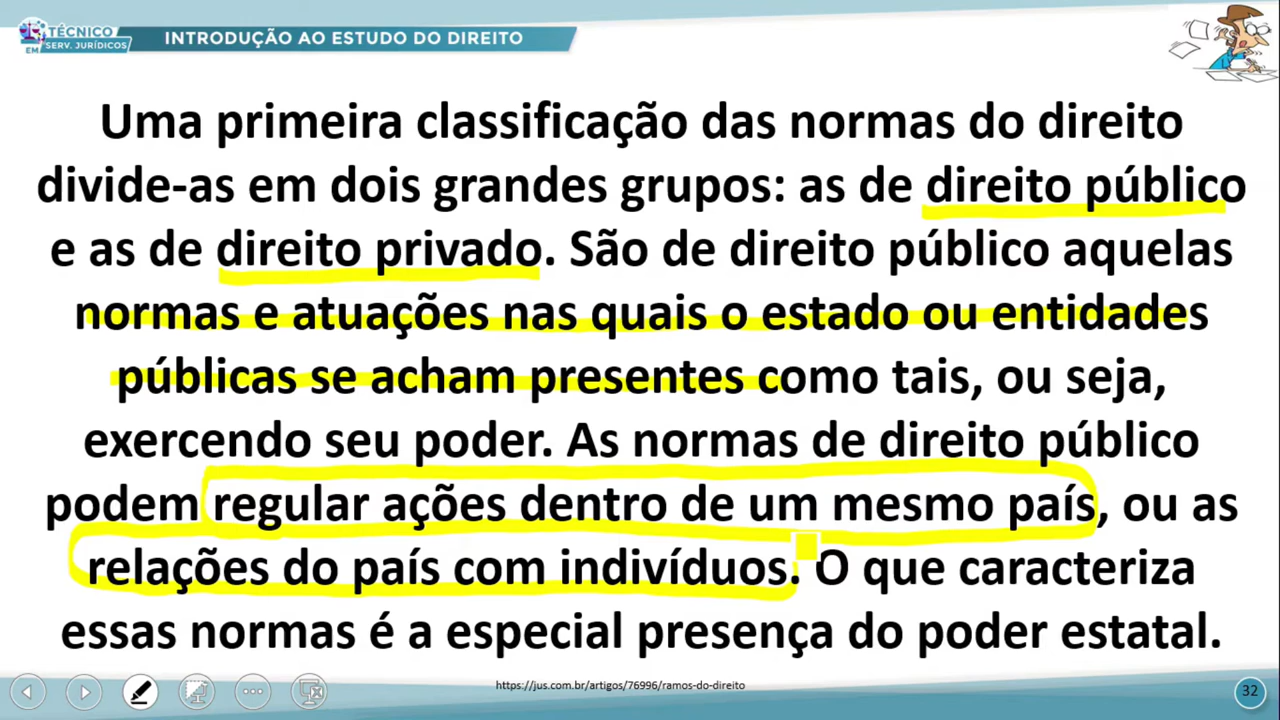 TÉCNICO
EM SERV. JURÍDICOS
INTRODUÇÃO AO ESTUDO DO DIREITO
Uma primeira classificação das normas do direito
divide-as em dois grandes grupos: as de direito público
e as de direito privado. São de direito público aquelas
normas e atuações nas quais o estado ou entidades
públicas se acham presentes como tais, ou seja,
exercendo seu poder. As normas de direito público
podem regular ações dentro de um mesmo país, ou as
relações do país com indivíduos. O que caracteriza
essas normas é a especial presença do poder estatal.
https://jus.com.br/artigos/76996/ramos-do-direito
32